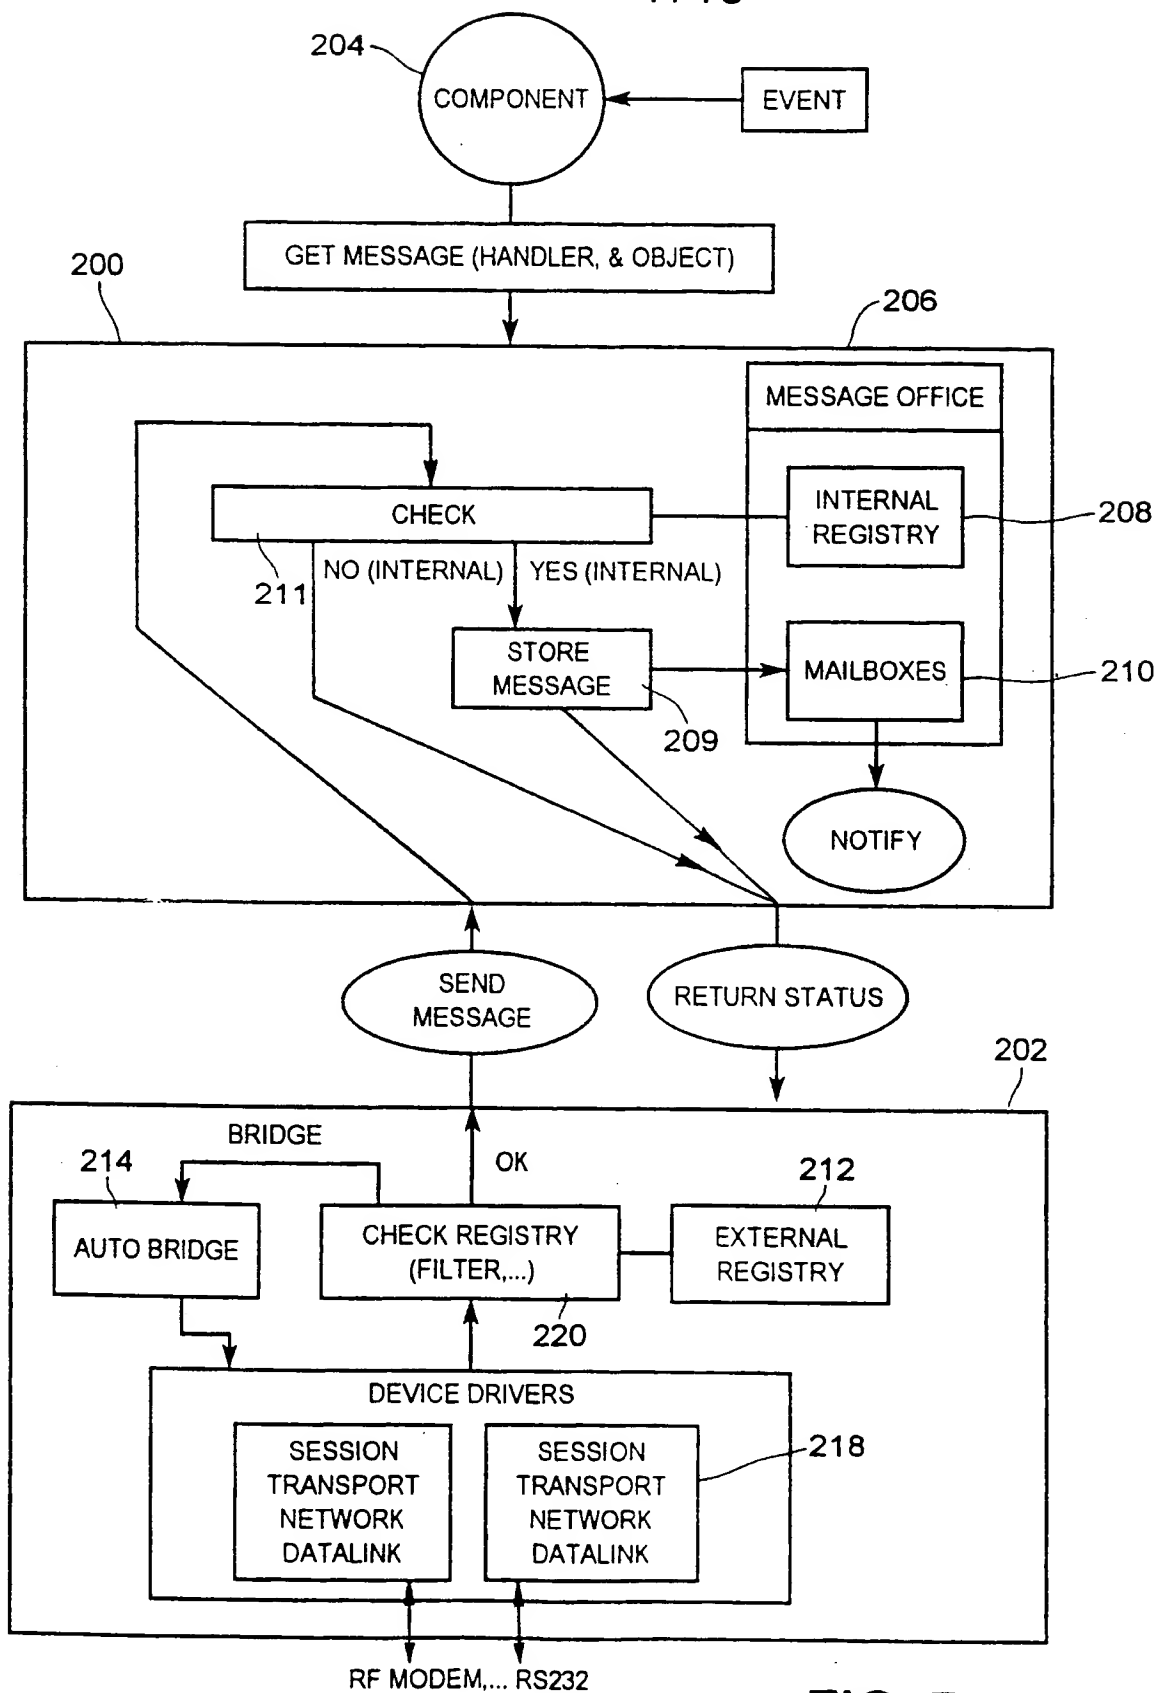 204
COMPONENT
EVENT
GET MESSAGE (HANDLER, & OBJECT)
200
206
MESSAGE OFFICE
CHECK
INTERNAL
REGISTRY
208
211
NO (INTERNAL)
YES (INTERNAL)
STORE
MESSAGE
MAILBOXES
210
209
NOTIFY
SEND
MESSAGE
RETURN STATUS
202
BRIDGE
214
OK
212
AUTO BRIDGE
CHECK REGISTRY
(FILTER,...)
EXTERNAL
REGISTRY
220
DEVICE DRIVERS
SESSION
TRANSPORT
NETWORK
DATALINK
SESSION
TRANSPORT
NETWORK
DATALINK
218
RF MODEM,... RS232